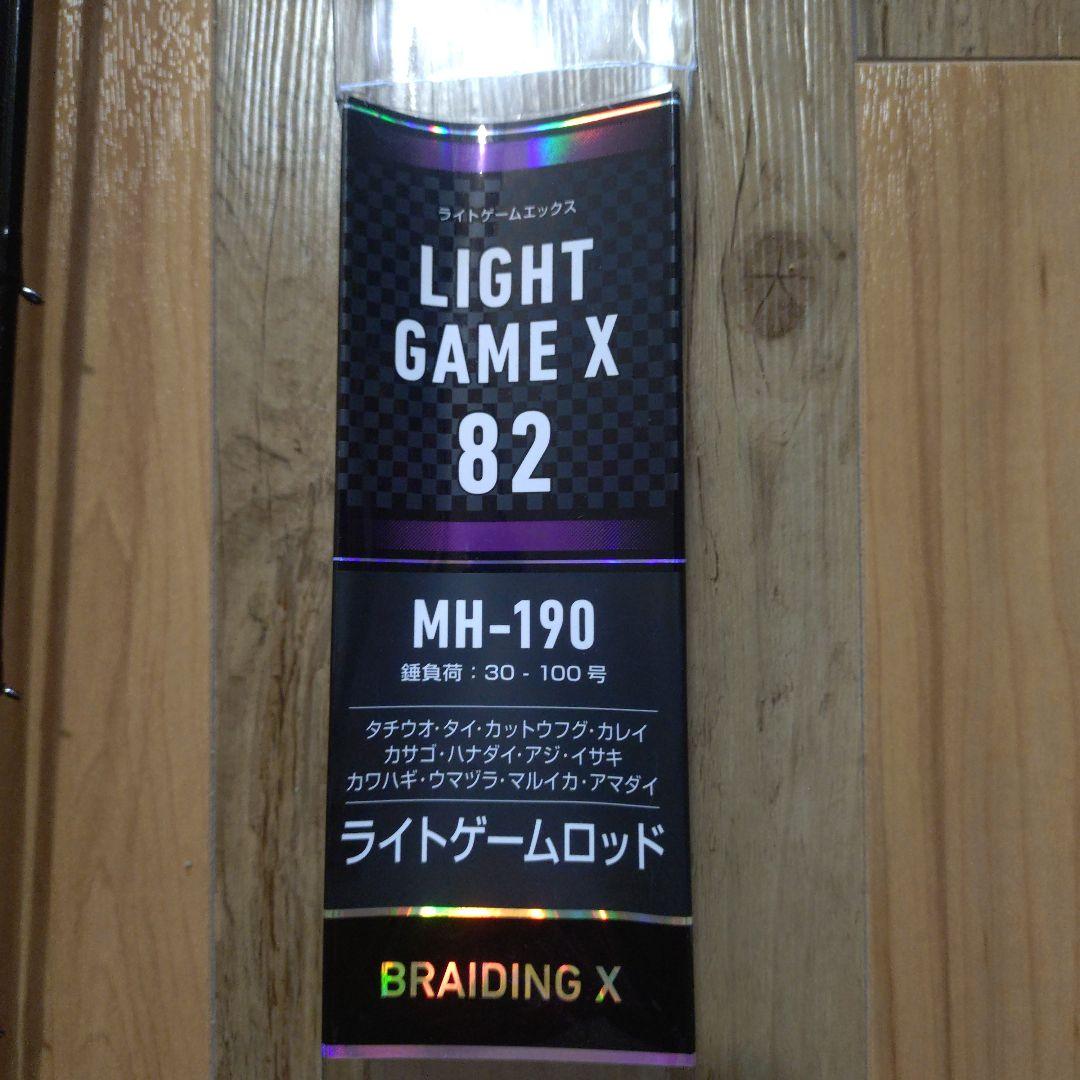 ライトゲームエックス
LIGHT
GAME X
82
MH-190
錘負荷：30 - 100 号
タチウオ・タイ・カットウフグ・カレイ
カサゴ・ハナダイ・アジ・イサキ
カワハギ・ウマヅラ・マルイカ・アマダイ
ライトゲームロッド
BRAIDING X